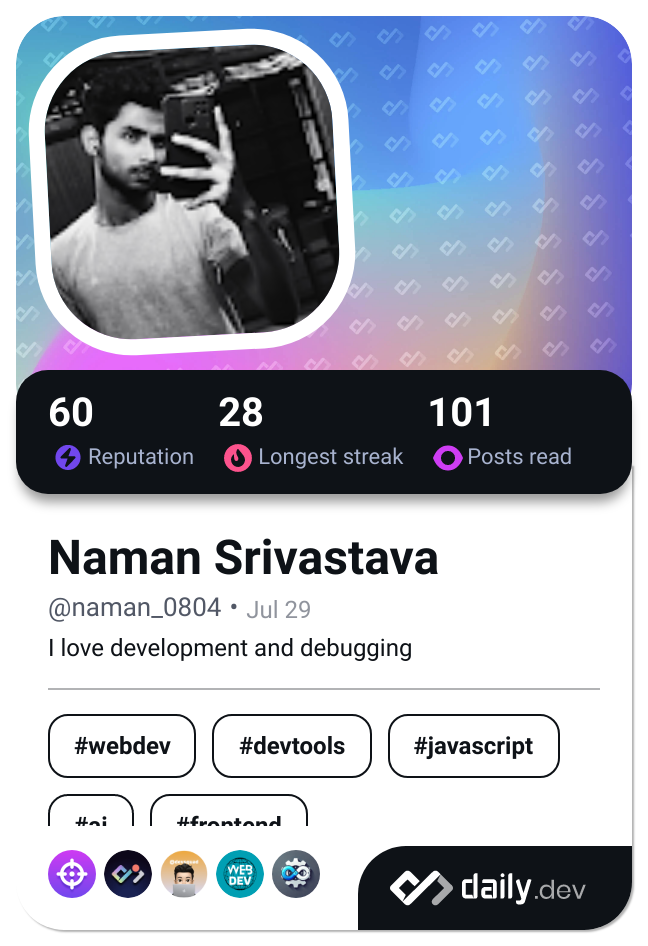 60 28 101
Reputation Longest streak Posts read
Naman Srivastava
@naman_0804 • Jul 29
I love development and debugging
#webdev #devtools #javascript
#ai #frontend
WEB
DEV
daily.dev